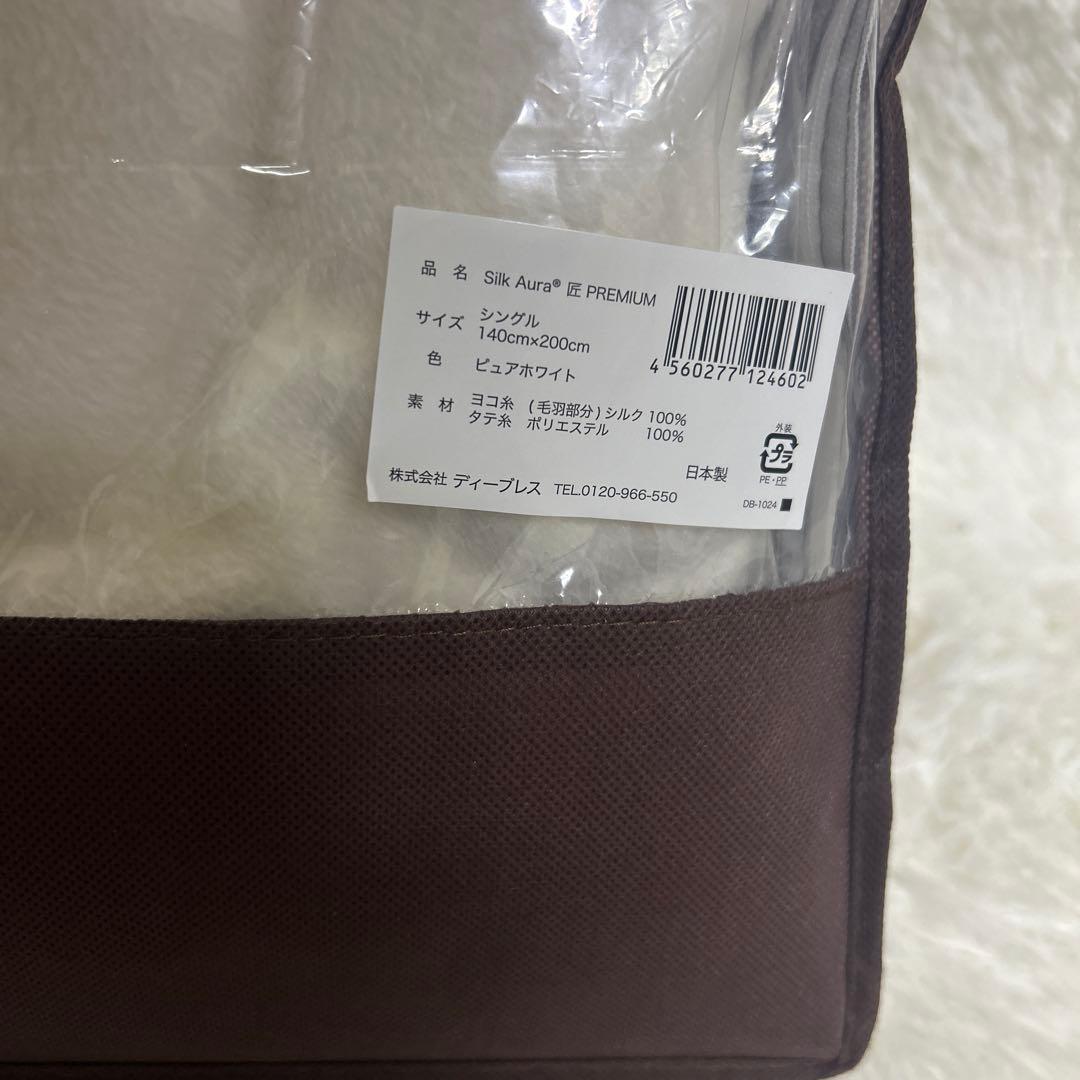 品 名 Silk Aura® 匠 PREMIUM
サイズ シングル
140cm×200cm
色 ピュアホワイト
素 材 ヨコ糸 (毛羽部分)シルク 100%
タテ糸 ポリエステル 100%
日本製
株式会社 ディーブレス TEL.0120-966-550
4 560277 124602
外装
プラ
PE・PP
DB-1024